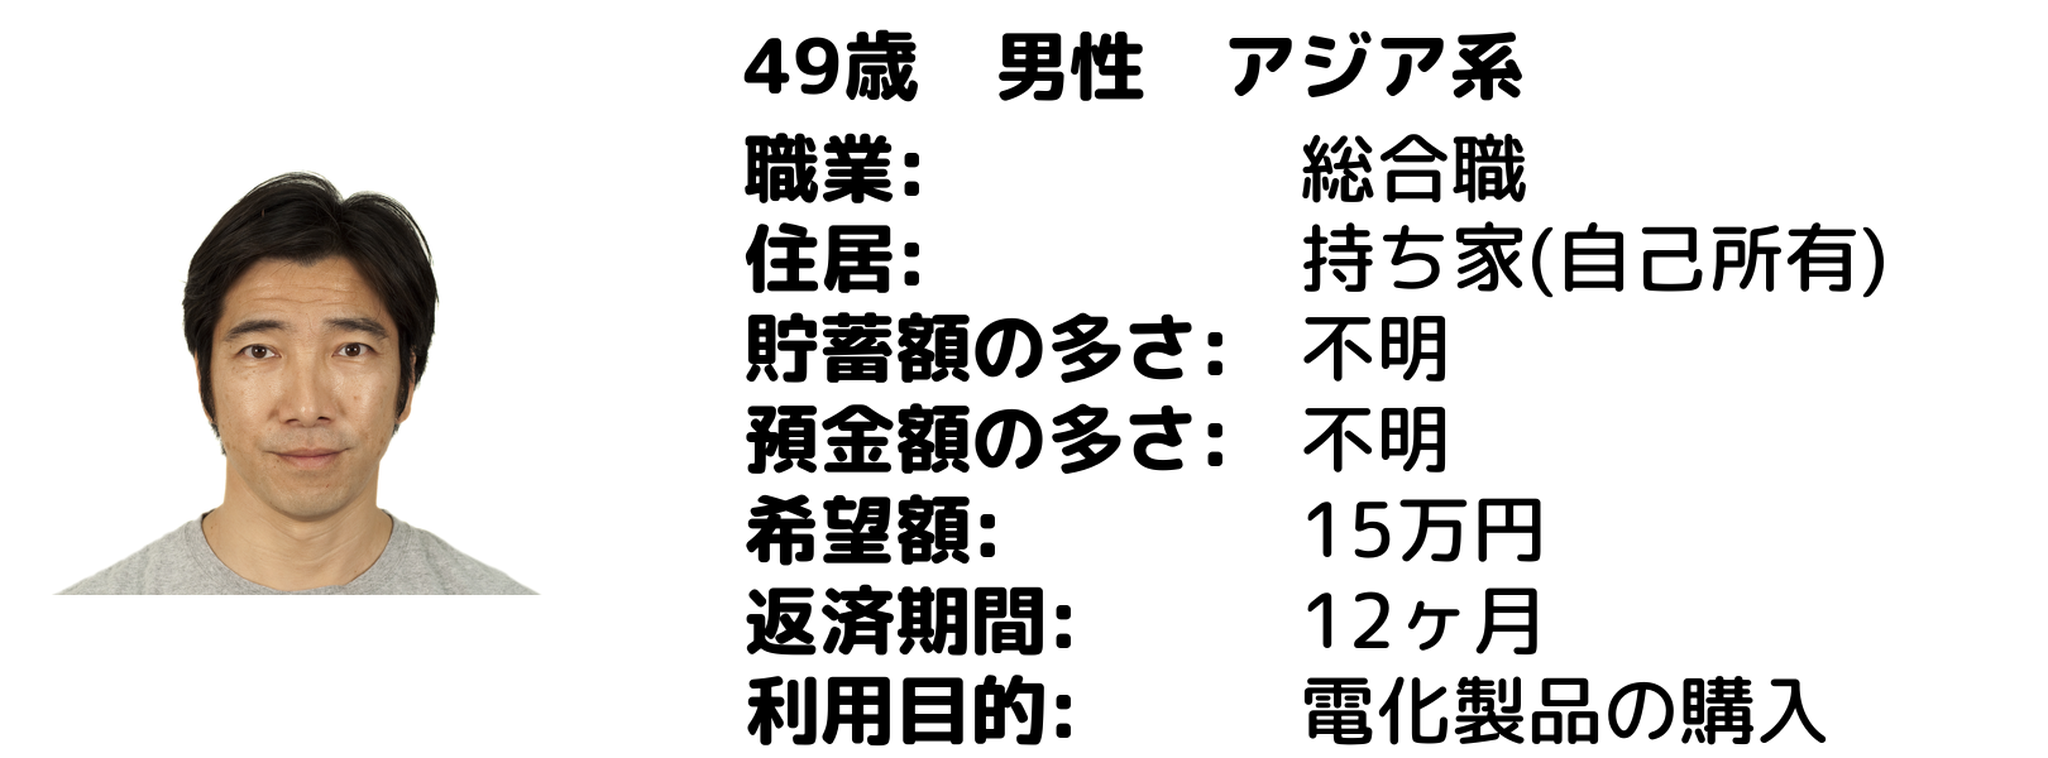 49歳　男性　アジア系
職業: 総合職
住居: 持ち家(自己所有)
貯蓄額の多さ: 不明
預金額の多さ: 不明
希望額: 15万円
返済期間: 12ヶ月
利用目的: 電化製品の購入